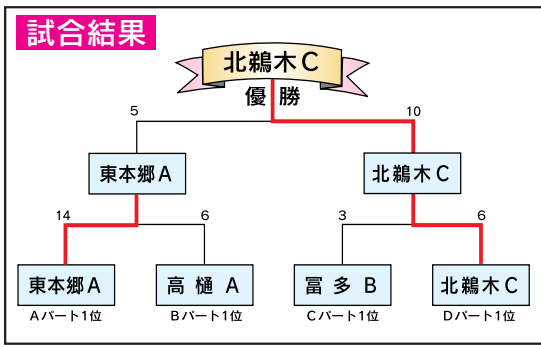 試合結果
北鵜木C
優勝
5 10
東本郷A 北鵜木C
14 6 3 6
東本郷A 高樋A 冨多B 北鵜木C
Aパート1位 Bパート1位 Cパート1位 Dパート1位